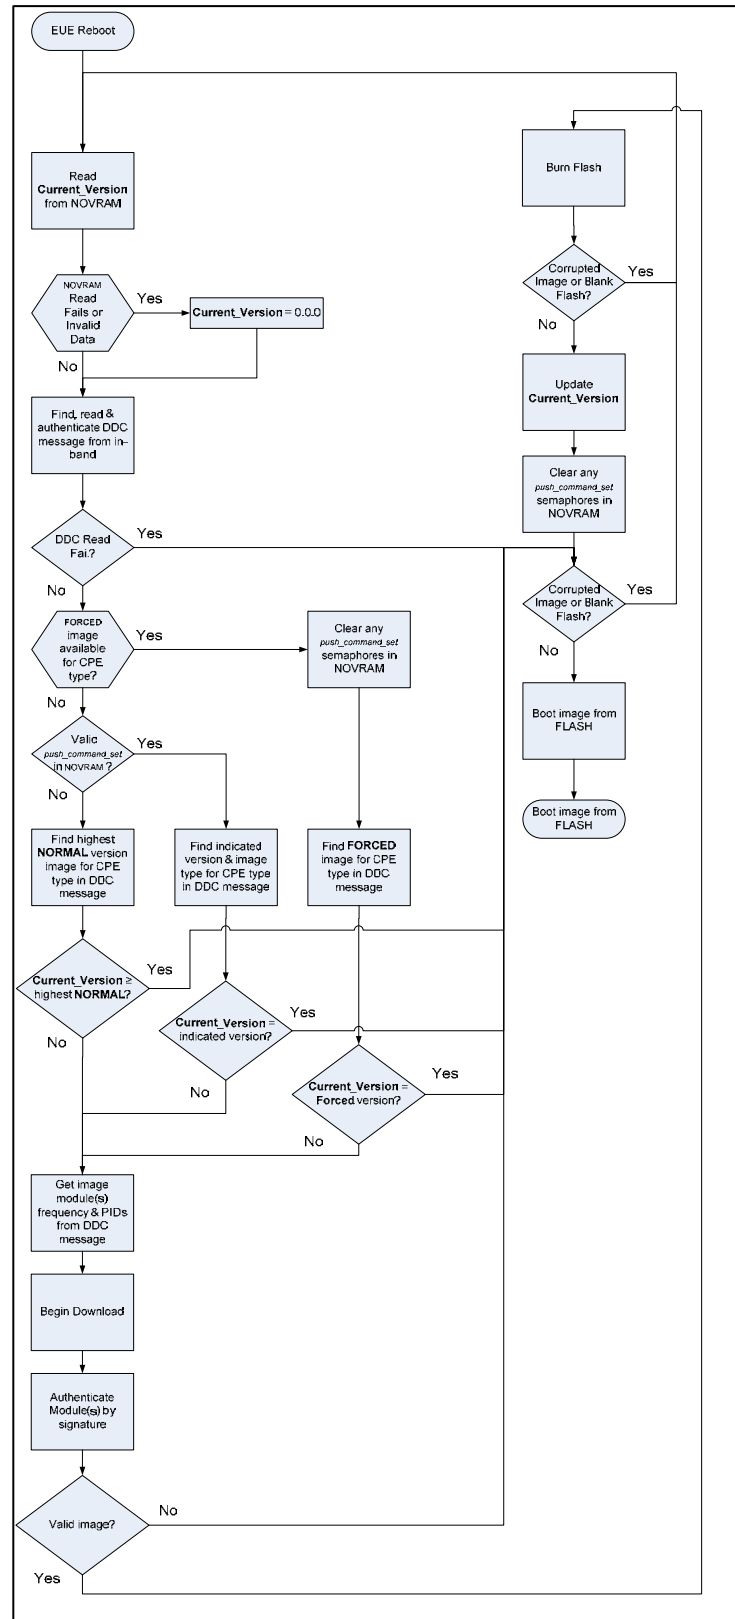 EUE Reboot
Read
Current_Version
from NOVRAM
NOVRAM
Read
Fails or
Invalid
Data
Yes
Current_Version = 0.0.0
No
Find, read &
authenticate DDC
message from in-
band
DDC Read
Fai.?
Yes
No
FORCED
image
available
for CPE
type?
Yes
No
Clear any
push_command_set
semaphores in
NOVRAM
Valid
push_command_set
in NOVRAM ?
Yes
No
Find highest
NORMAL version
image for CPE
type in DDC
message
Find indicated
version & image
type for CPE type
in DDC message
Find FORCED
image for CPE
type in DDC
message
Current_Version ≥
highest NORMAL?
Yes
No
Current_Version =
indicated version?
Yes
No
Current_Version =
Forced version?
Yes
No
Get image
module(s)
frequency & PIDs
from DDC
message
Begin Download
Authenticate
Module(s) by
signature
Valid image?
No
Yes
Burn Flash
Corrupted
Image or Blank
Flash?
Yes
No
Update
Current_Version
Clear any
push_command_set
semaphores in
NOVRAM
Corrupted
Image or Blank
Flash?
Yes
No
Boot image from
FLASH
Boot image from
FLASH